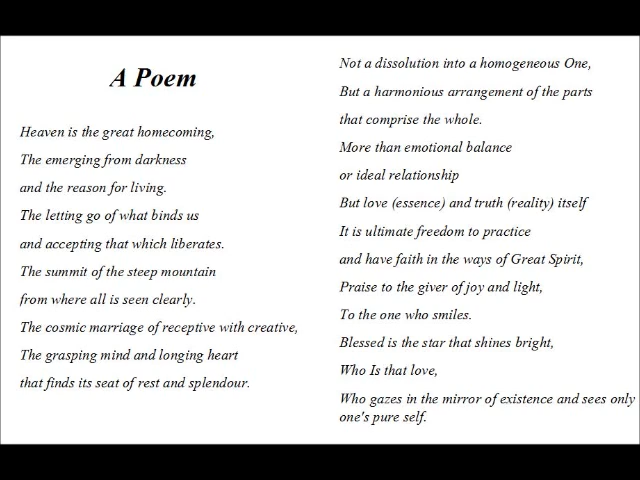 A Poem
Heaven is the great homecoming,
The emerging from darkness
and the reason for living.
The letting go of what binds us
and accepting that which liberates.
The summit of the steep mountain
from where all is seen clearly.
The cosmic marriage of receptive with creative,
The grasping mind and longing heart
that finds its seat of rest and splendour.
Not a dissolution into a homogeneous One,
But a harmonious arrangement of the parts
that comprise the whole.
More than emotional balance
or ideal relationship
But love (essence) and truth (reality) itself
It is ultimate freedom to practice
and have faith in the ways of Great Spirit,
Praise to the giver of joy and light,
To the one who smiles.
Blessed is the star that shines bright,
Who Is that love,
Who gazes in the mirror of existence and sees only
one's pure self.